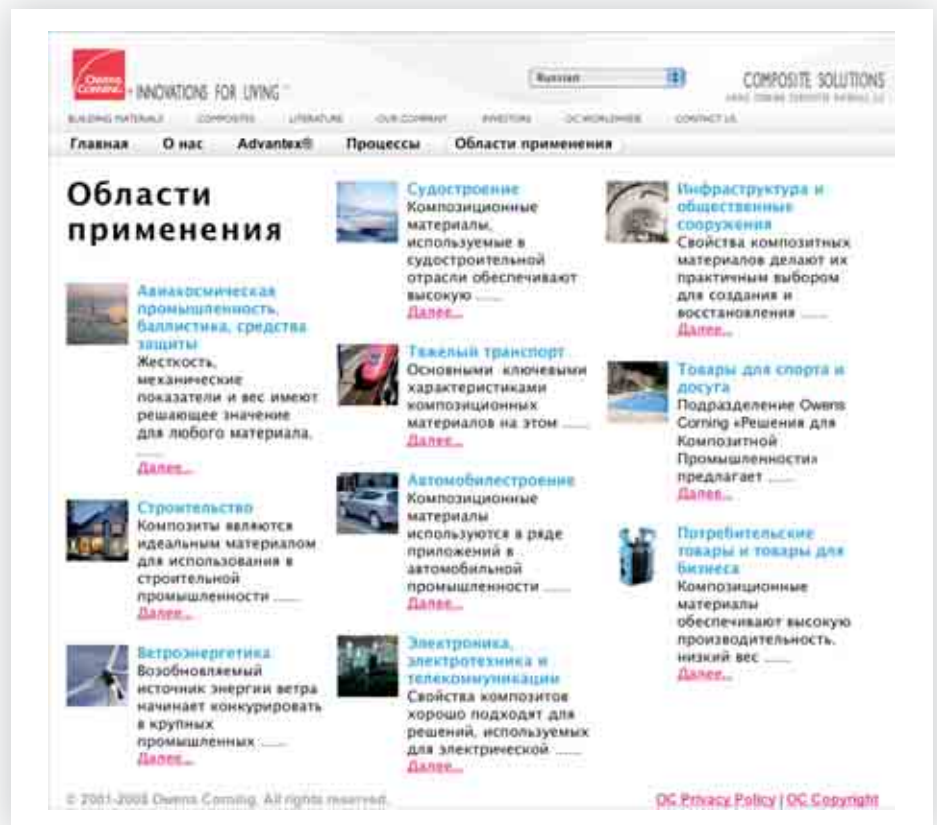 Owens
Corning
INNOVATIONS FOR LIVING
Russian
COMPOSITE SOLUTIONS
BUILDING MATERIALS COMPOSITES LITERATURE OUR COMPANY INVESTORS OC WORLDWIDE CONTACT US
Главная О нас Advantex® Процессы Области применения
Области
применения
Авиакосмическая
промышленность,
баллистика, средства
защиты
Жесткость,
механические
показатели и вес имеют
решающее значение
для любого материала,
......
Далее...
Строительство
Композиты являются
идеальным материалом
для использования в
строительной
промышленности ......
Далее...
Ветроэнергетика
Возобновляемый
источник энергии ветра
начинает конкурировать
в крупных
промышленных ......
Далее...
Судостроение
Композиционные
материалы,
используемые в
судостроительной
отрасли обеспечивают
высокую ......
Далее...
Тяжелый транспорт
Основными ключевыми
характеристиками
композиционных
материалов на этом ......
Далее...
Автомобилестроение
Композиционные
материалы
используются в ряде
приложений в
автомобильной
промышленности ......
Далее...
Электроника,
электротехника и
телекоммуникации
Свойства композитов
хорошо подходят для
решений, используемых
для электрической ......
Далее...
Инфраструктура и
общественные
сооружения
Свойства композитных
материалов делают их
практичным выбором
для создания и
восстановления ......
Далее...
Товары для спорта и
досуга
Подразделение Owens
Corning «Решения для
Композитной
Промышленности»
предлагает ......
Далее...
Потребительские
товары и товары для
бизнеса
Композиционные
материалы
обеспечивают высокую
производительность,
низкий вес ......
Далее...
© 2001-2008 Owens Corning. All rights reserved.
OC Privacy Policy | OC Copyright